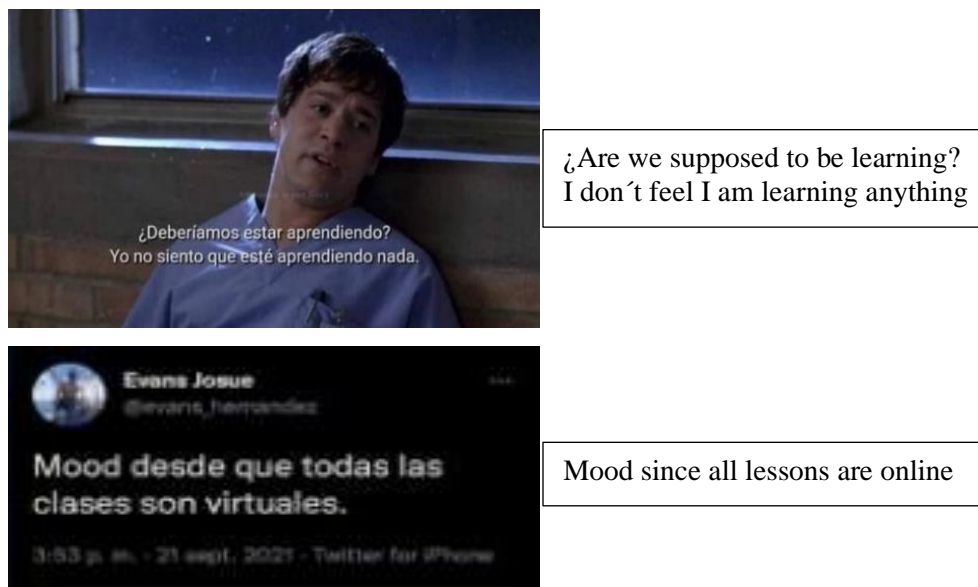 ¿Deberíamos estar aprendiendo?
Yo no siento que esté aprendiendo nada.
¿Are we supposed to be learning?
I don´t feel I am learning anything
Evans Josue
@evans_hernandez
Mood desde que todas las
clases son virtuales.
3:53 p. m. · 21 sept. 2021 · Twitter for iPhone
Mood since all lessons are online